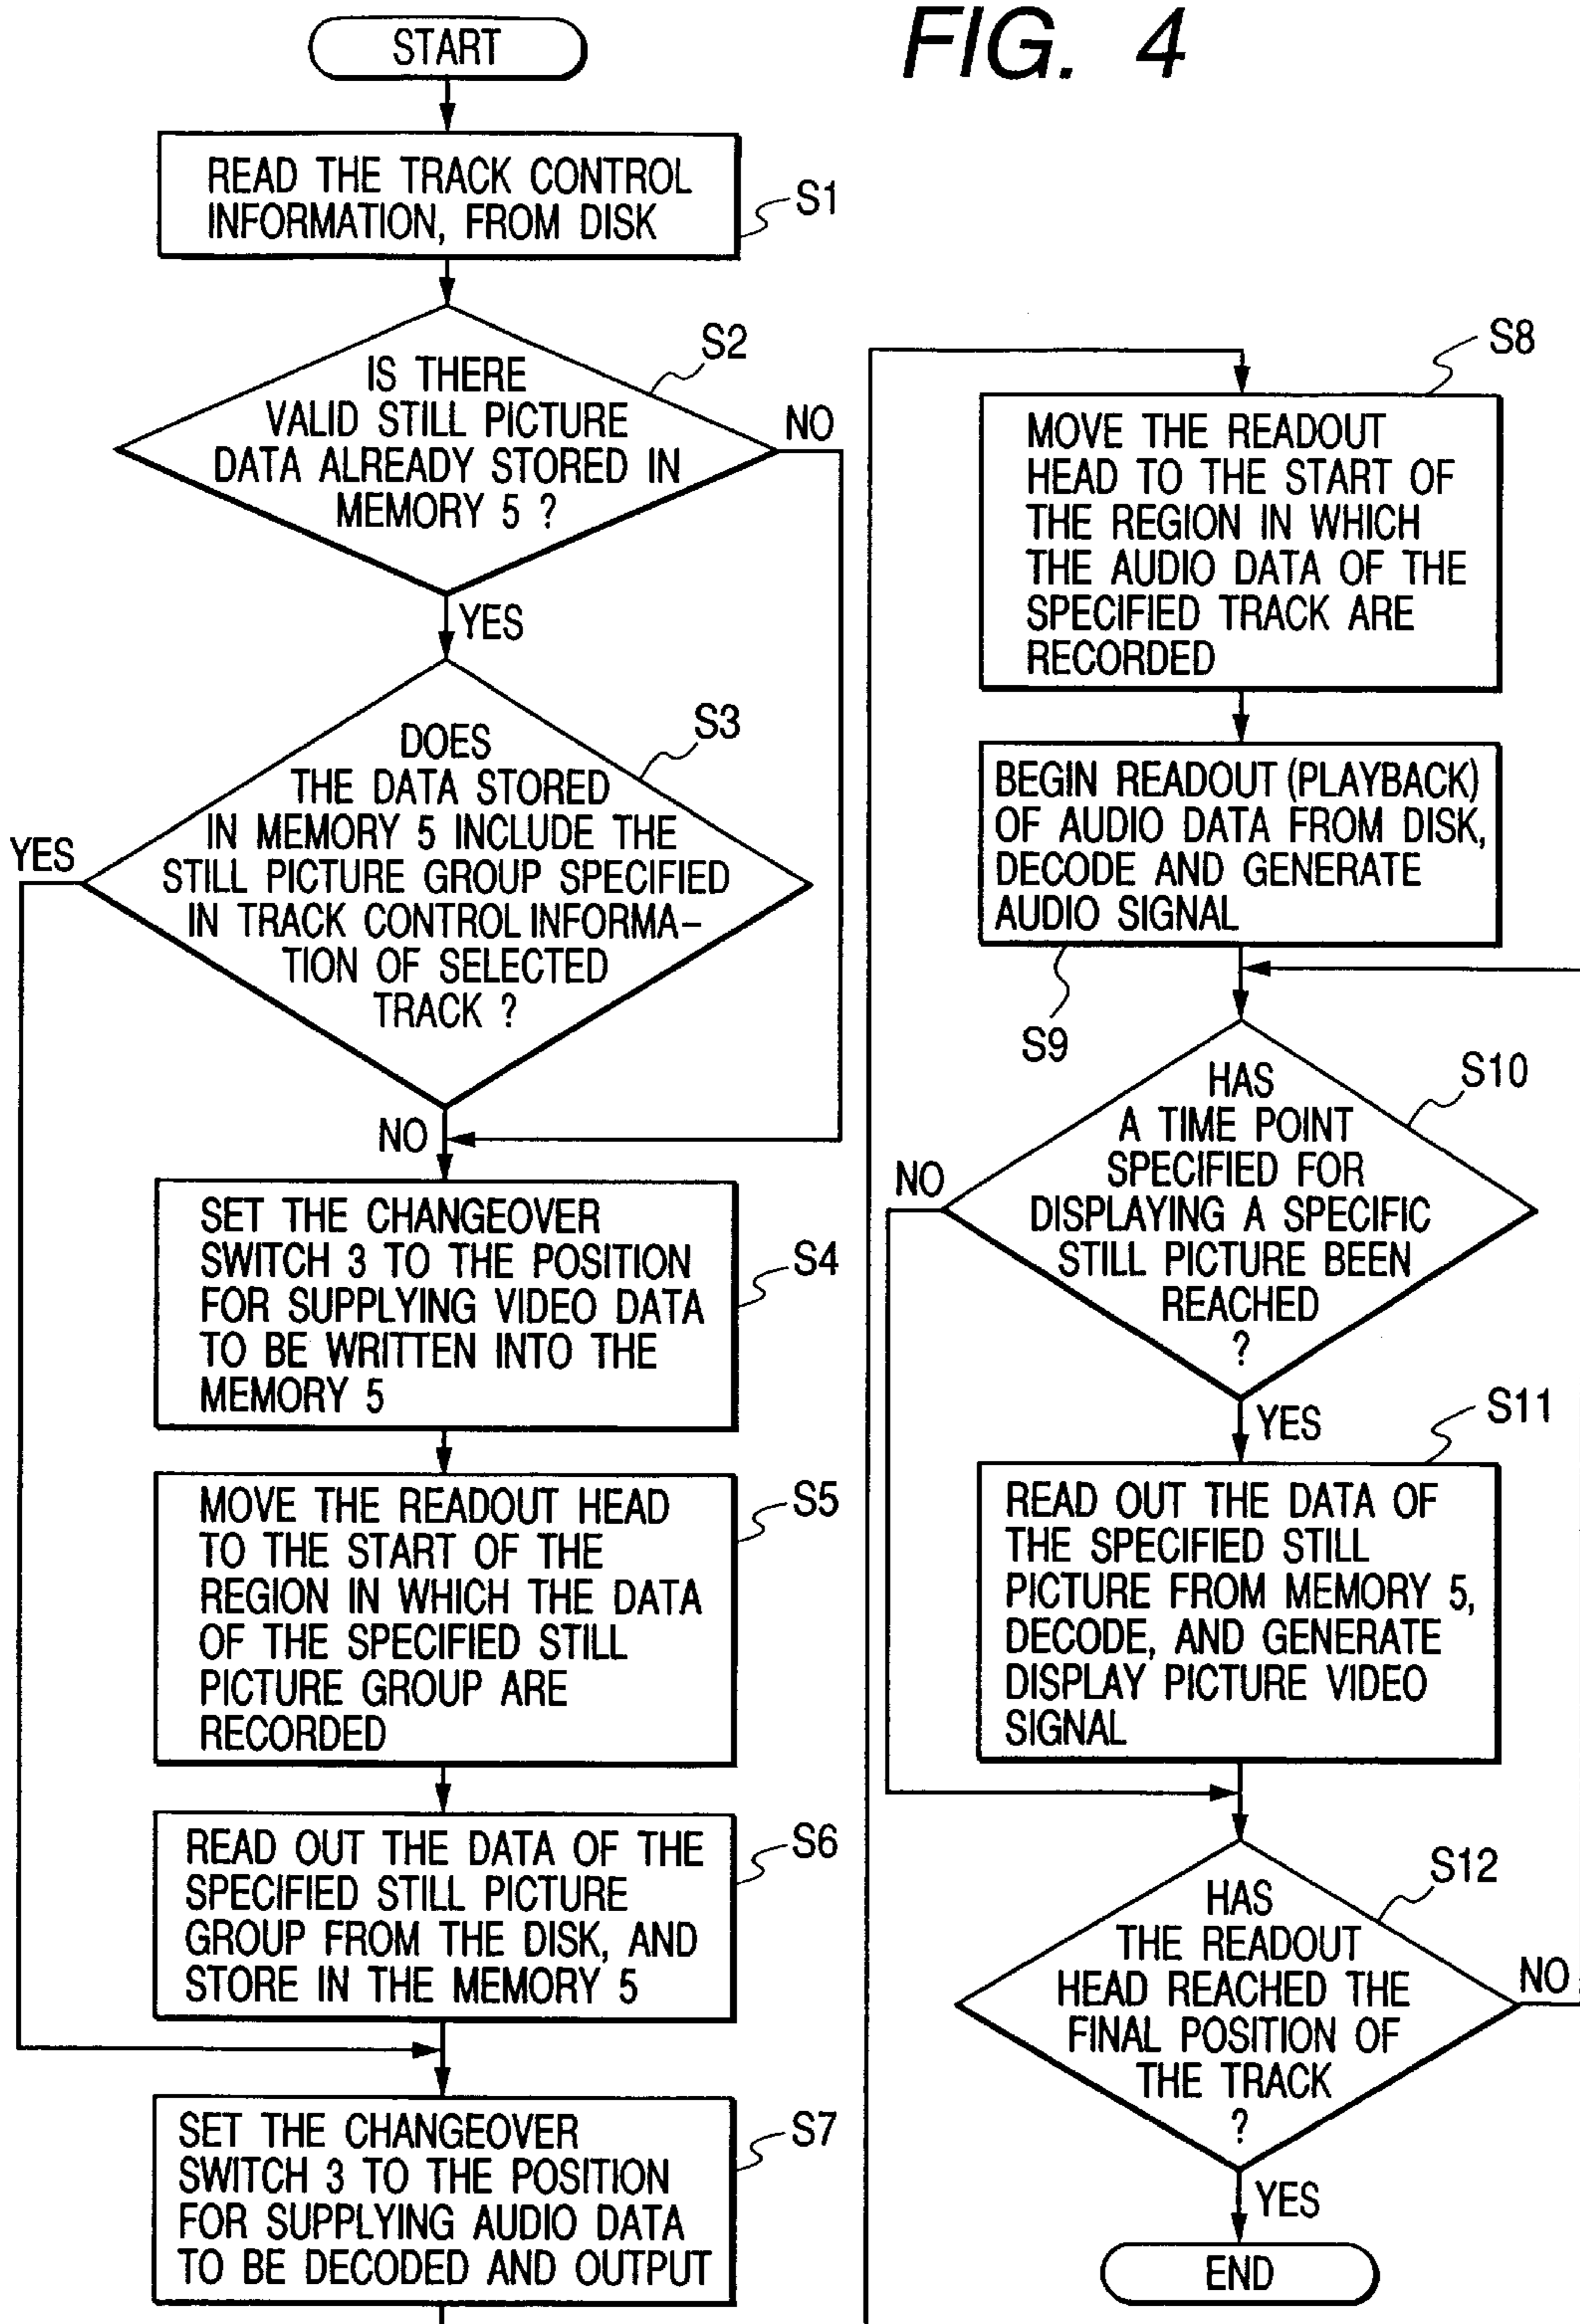 FIG. 4
START
READ THE TRACK CONTROL
INFORMATION, FROM DISK
S1
S2
IS THERE
VALID STILL PICTURE
DATA ALREADY STORED IN
MEMORY 5 ?
NO
YES
S3
DOES
THE DATA STORED
IN MEMORY 5 INCLUDE THE
STILL PICTURE GROUP SPECIFIED
IN TRACK CONTROL INFORMA-
TION OF SELECTED
TRACK ?
YES
NO
SET THE CHANGEOVER
SWITCH 3 TO THE POSITION
FOR SUPPLYING VIDEO DATA
TO BE WRITTEN INTO THE
MEMORY 5
S4
MOVE THE READOUT HEAD
TO THE START OF THE
REGION IN WHICH THE DATA
OF THE SPECIFIED STILL
PICTURE GROUP ARE
RECORDED
S5
READ OUT THE DATA OF THE
SPECIFIED STILL PICTURE
GROUP FROM THE DISK, AND
STORE IN THE MEMORY 5
S6
SET THE CHANGEOVER
SWITCH 3 TO THE POSITION
FOR SUPPLYING AUDIO DATA
TO BE DECODED AND OUTPUT
S7
S8
MOVE THE READOUT
HEAD TO THE START OF
THE REGION IN WHICH
THE AUDIO DATA OF THE
SPECIFIED TRACK ARE
RECORDED
BEGIN READOUT (PLAYBACK)
OF AUDIO DATA FROM DISK,
DECODE AND GENERATE
AUDIO SIGNAL
S9
S10
HAS
A TIME POINT
SPECIFIED FOR
DISPLAYING A SPECIFIC
STILL PICTURE BEEN
REACHED
?
NO
YES
S11
READ OUT THE DATA OF
THE SPECIFIED STILL
PICTURE FROM MEMORY 5,
DECODE, AND GENERATE
DISPLAY PICTURE VIDEO
SIGNAL
S12
HAS
THE READOUT
HEAD REACHED THE
FINAL POSITION OF
THE TRACK
?
NO
YES
END